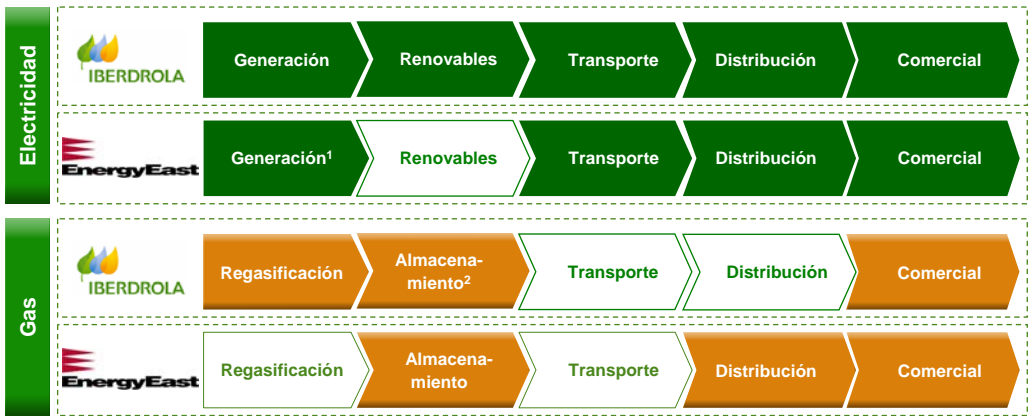 Electricidad
IBERDROLA
Generación
Renovables
Transporte
Distribución
Comercial
EnergyEast
Generación¹
Renovables
Transporte
Distribución
Comercial
Gas
IBERDROLA
Regasificación
Almacena-
miento²
Transporte
Distribución
Comercial
EnergyEast
Regasificación
Almacena-
miento
Transporte
Distribución
Comercial